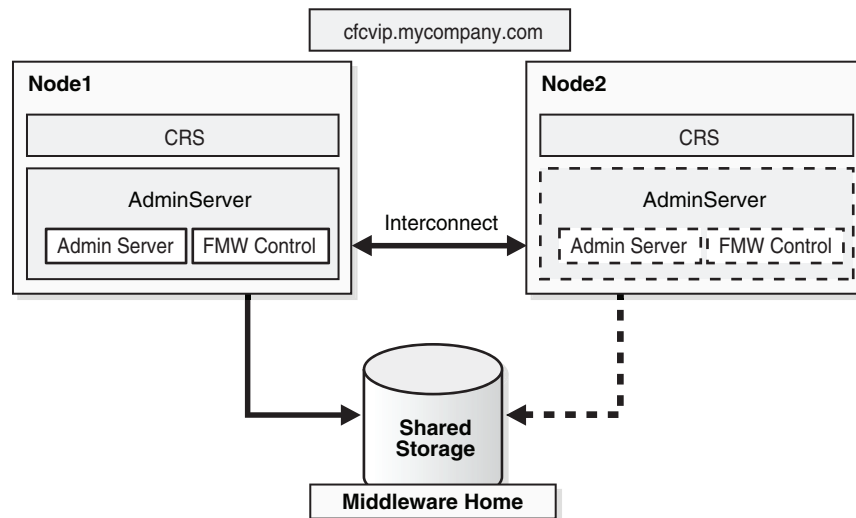 cfcvip.mycompany.com
Node1
CRS
AdminServer
Admin Server
FMW Control
Interconnect
Node2
CRS
AdminServer
Admin Server
FMW Control
Shared
Storage
Middleware Home